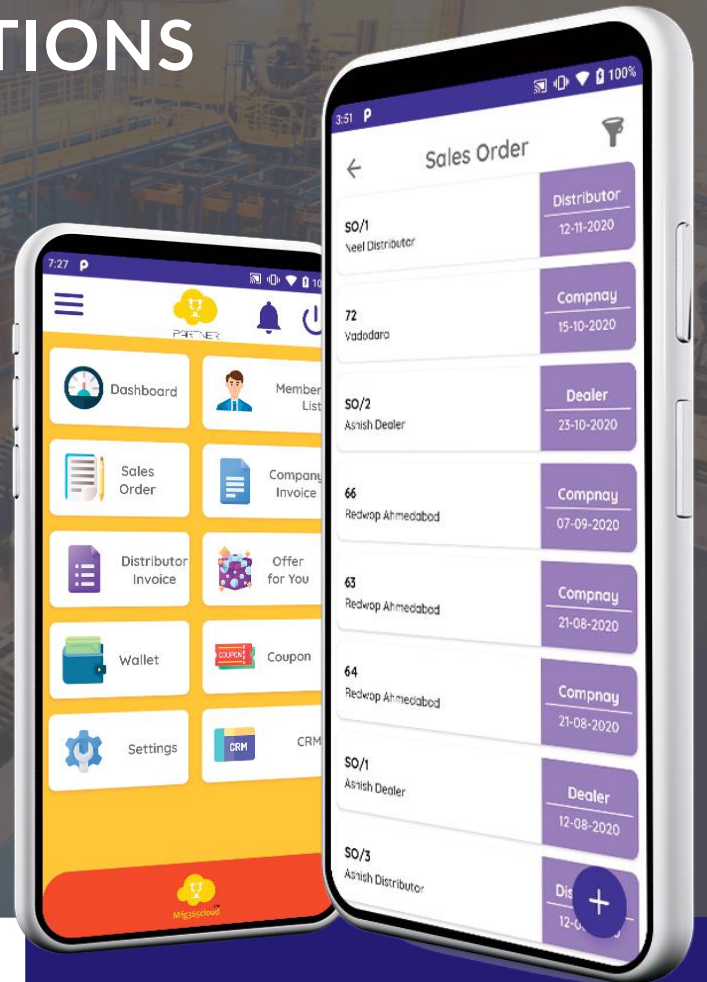 TIONS
7:27
PARTNER
Dashboard
Member
List
Sales
Order
Company
Invoice
Distributor
Invoice
Offer
for You
Wallet
COUPON
Coupon
Settings
CRM
CRM
Mfg365cloud
3:51
100%
Sales Order
SO/1
Neel Distributor
Distributor
12-11-2020
72
Vadodara
Compnay
15-10-2020
SO/2
Ashish Dealer
Dealer
23-10-2020
66
Redwop Ahmedabad
Compnay
07-09-2020
63
Redwop Ahmedabad
Compnay
21-08-2020
64
Redwop Ahmedabad
Compnay
21-08-2020
SO/1
Ashish Dealer
Dealer
12-08-2020
SO/3
Ashish Distributor
Dis
12-0
+